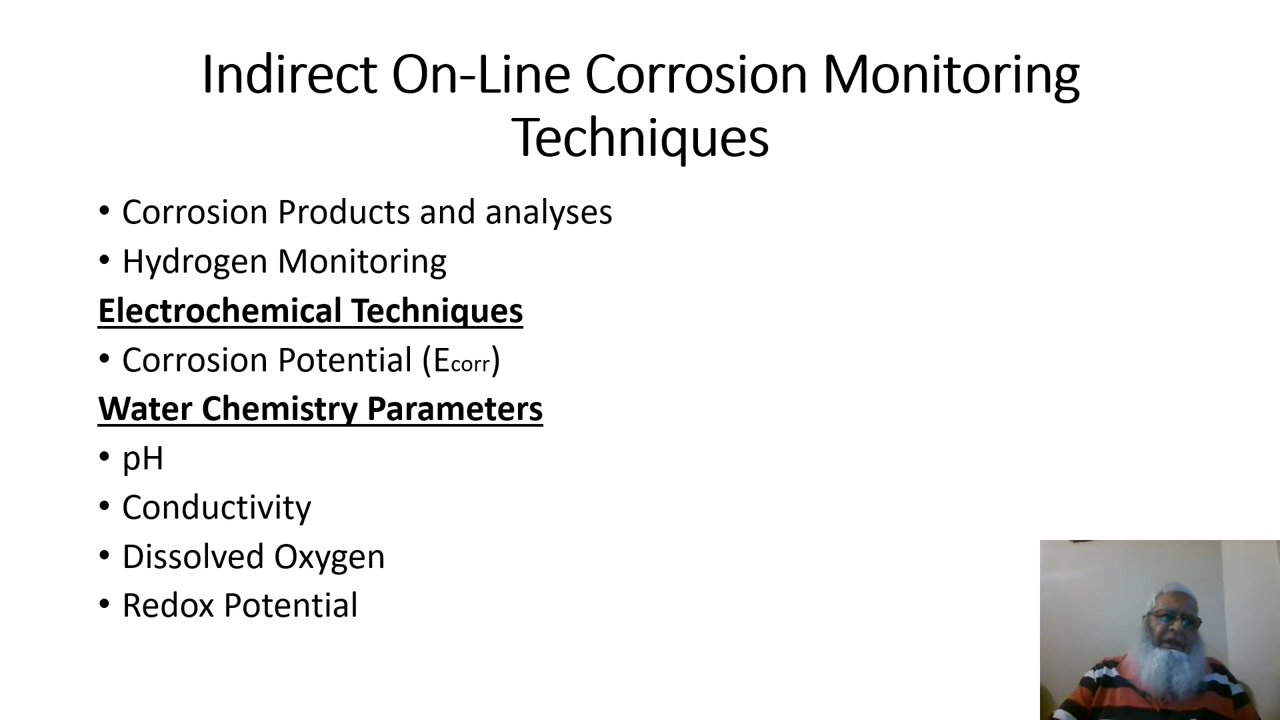 Indirect On-Line Corrosion Monitoring
Techniques
• Corrosion Products and analyses
• Hydrogen Monitoring
Electrochemical Techniques
• Corrosion Potential (Ecorr)
Water Chemistry Parameters
• pH
• Conductivity
• Dissolved Oxygen
• Redox Potential